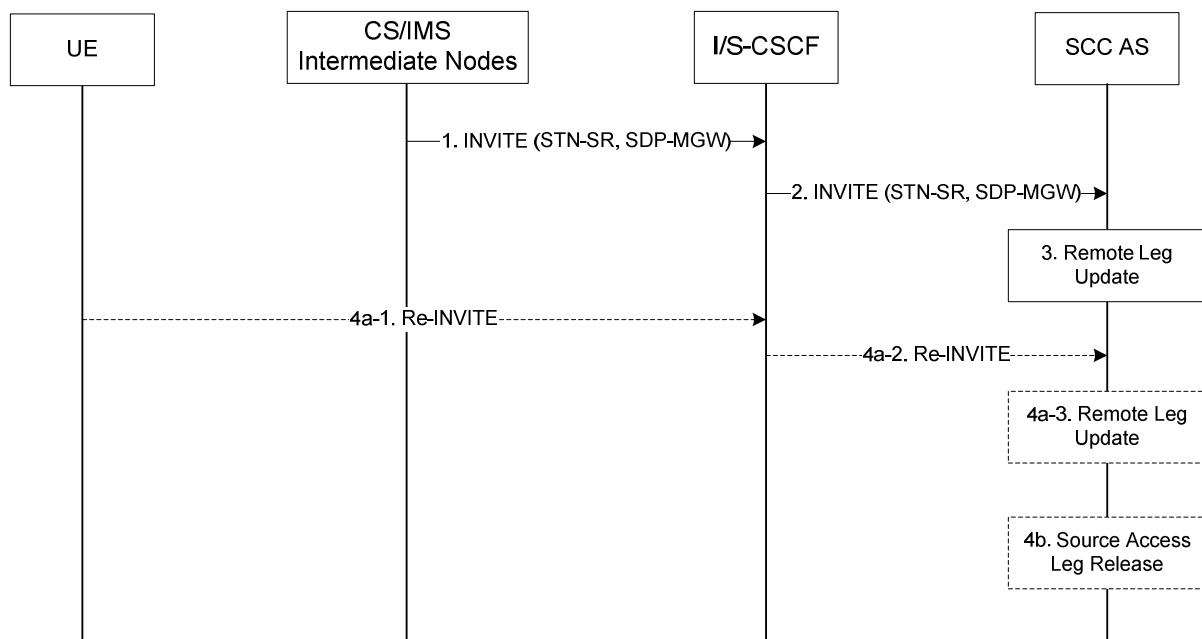 UE
CS/IMS
Intermediate Nodes
I/S-CSCF
SCC AS
1. INVITE (STN-SR, SDP-MGW)
2. INVITE (STN-SR, SDP-MGW)
3. Remote Leg
Update
4a-1. Re-INVITE
4a-2. Re-INVITE
4a-3. Remote Leg
Update
4b. Source Access
Leg Release